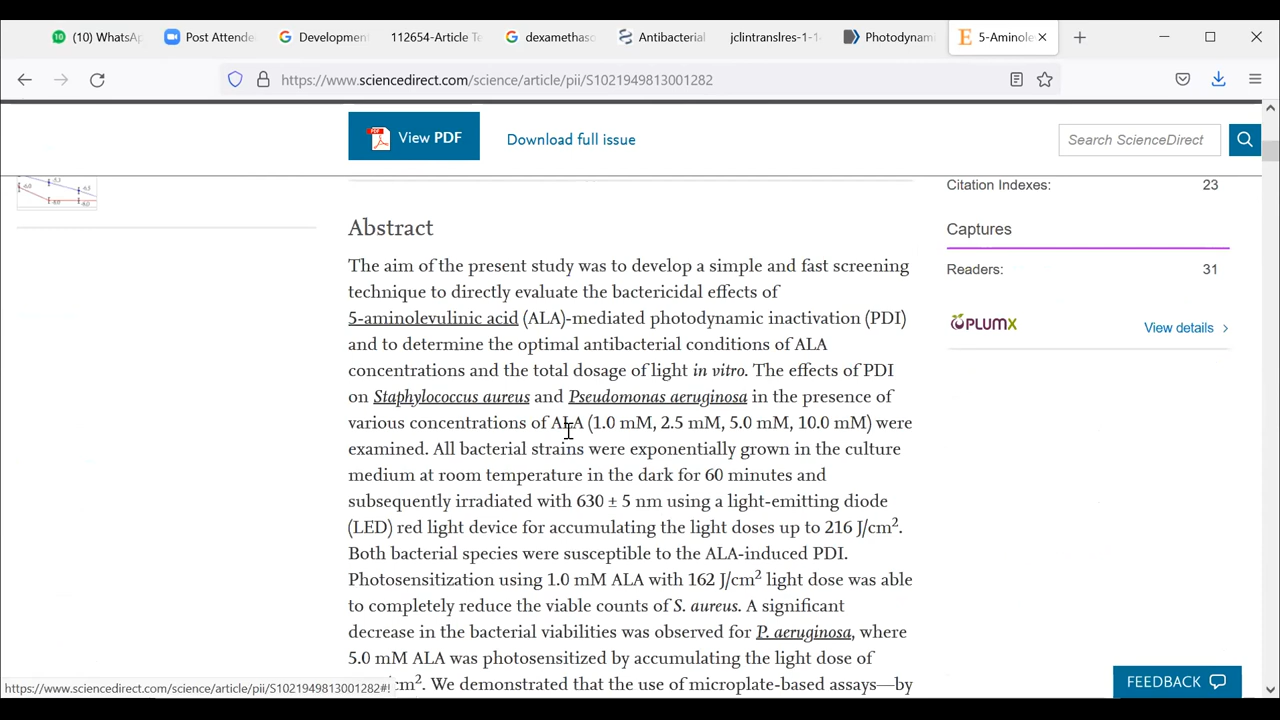 (10) WhatsAp
Post Attende
Developmen
112654-Article Te
dexamethaso
Antibacterial
jclintranslres-1-1
Photodynam
5-Aminole
https://www.sciencedirect.com/science/article/pii/S1021949813001282
View PDF
Download full issue
Search ScienceDirect
Citation Indexes: 23
Captures
Readers: 31
PLUMX
View details
Abstract
The aim of the present study was to develop a simple and fast screening
technique to directly evaluate the bactericidal effects of
5-aminolevulinic acid (ALA)-mediated photodynamic inactivation (PDI)
and to determine the optimal antibacterial conditions of ALA
concentrations and the total dosage of light in vitro. The effects of PDI
on Staphylococcus aureus and Pseudomonas aeruginosa in the presence of
various concentrations of ALA (1.0 mM, 2.5 mM, 5.0 mM, 10.0 mM) were
examined. All bacterial strains were exponentially grown in the culture
medium at room temperature in the dark for 60 minutes and
subsequently irradiated with 630 ± 5 nm using a light-emitting diode
(LED) red light device for accumulating the light doses up to 216 J/cm².
Both bacterial species were susceptible to the ALA-induced PDI.
Photosensitization using 1.0 mM ALA with 162 J/cm² light dose was able
to completely reduce the viable counts of S. aureus. A significant
decrease in the bacterial viabilities was observed for P. aeruginosa, where
5.0 mM ALA was photosensitized by accumulating the light dose of
cm². We demonstrated that the use of microplate-based assays—by
https://www.sciencedirect.com/science/article/pii/S1021949813001282#!
FEEDBACK